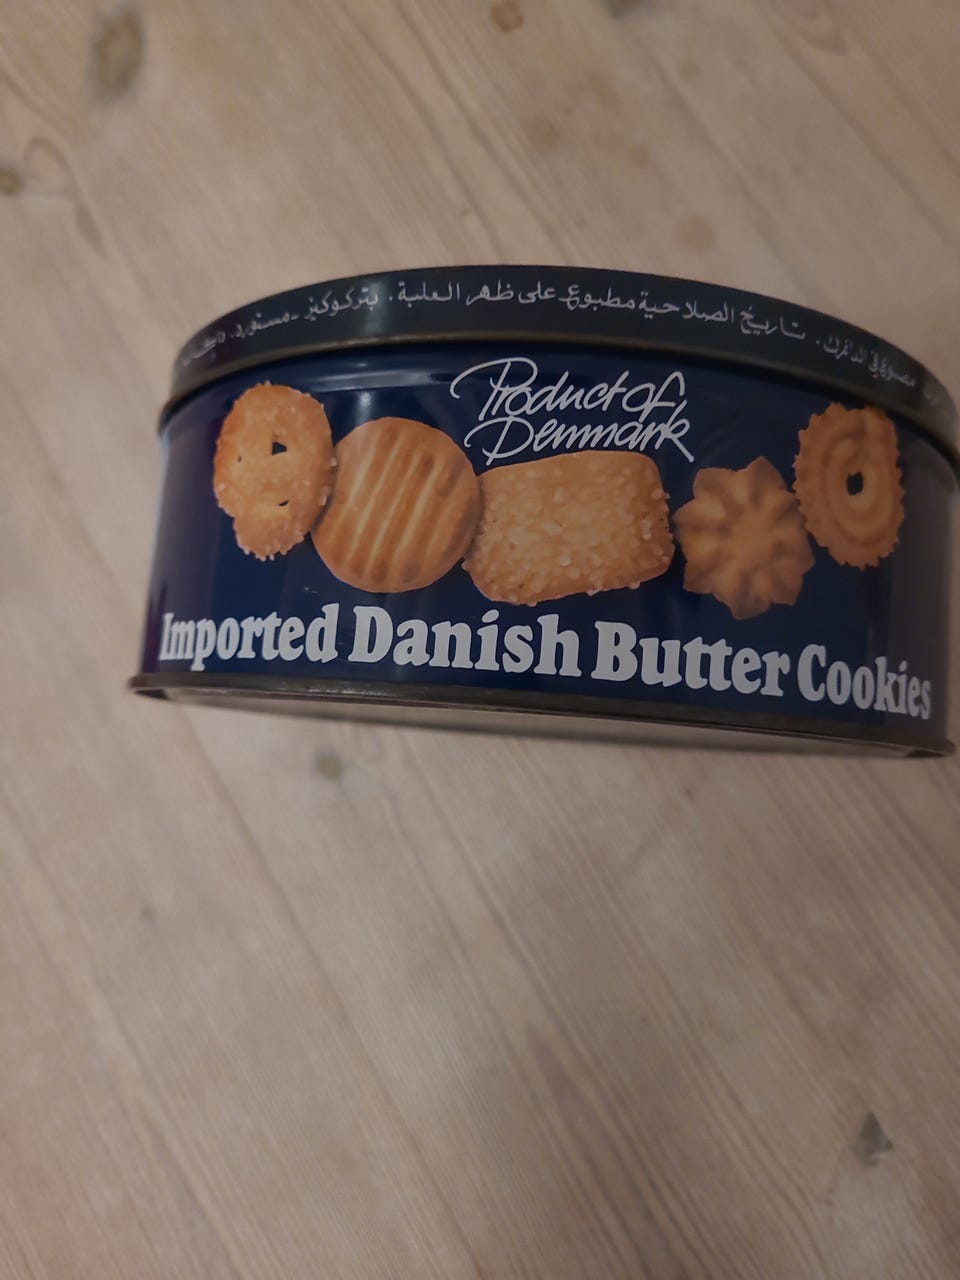 مصنوع في الدانمرك. تاريخ الصلاحية مطبوع على ظهر العلبة. بتركوكيز - مستورد.
Product of
Denmark
Imported Danish Butter Cookies